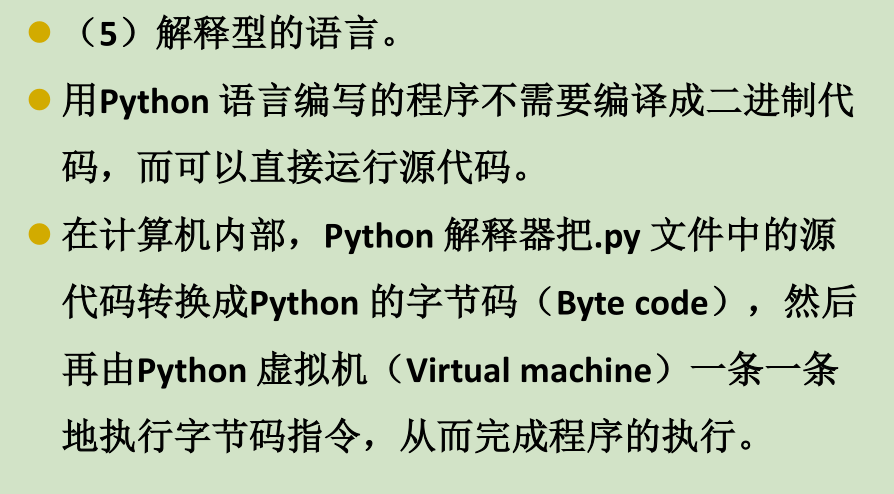 （5）解释型的语言。
用Python 语言编写的程序不需要编译成二进制代
码，而可以直接运行源代码。
在计算机内部，Python 解释器把.py 文件中的源
代码转换成Python 的字节码（Byte code），然后
再由Python 虚拟机（Virtual machine）一条一条
地执行字节码指令，从而完成程序的执行。